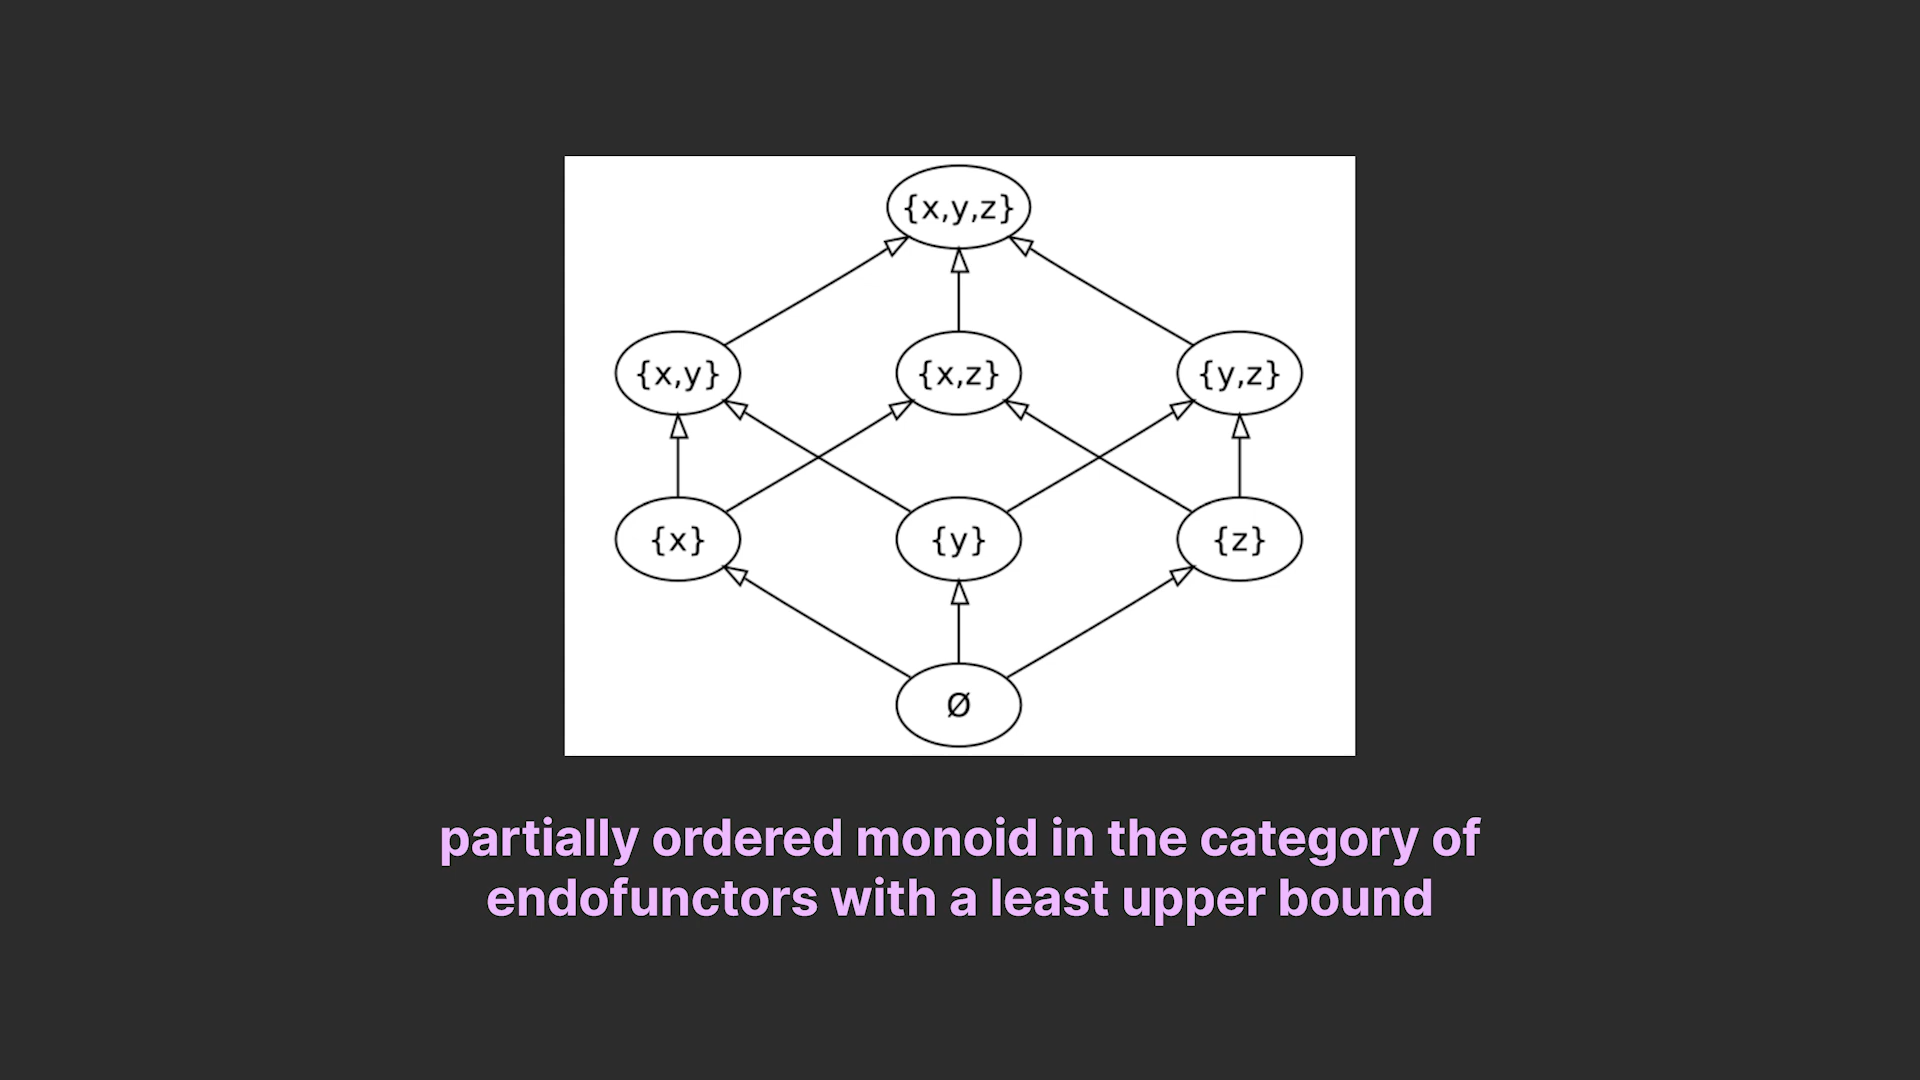 {x,y,z}
{x,y} {x,z} {y,z}
{x} {y} {z}
Ø
partially ordered monoid in the category of
endofunctors with a least upper bound